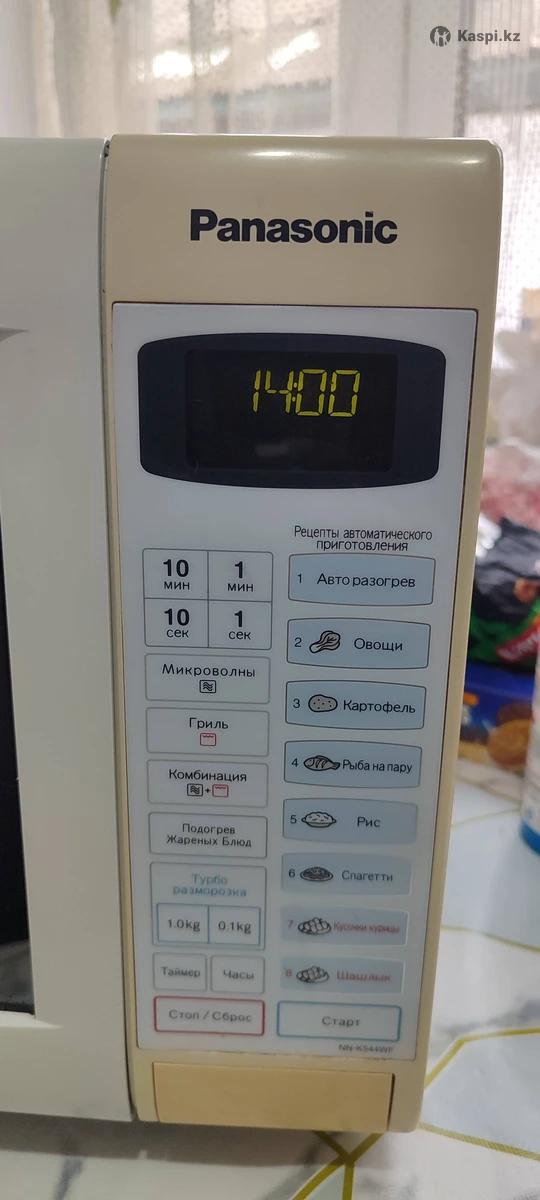 Kaspi.kz
Panasonic
14:00
Рецепты автоматического
приготовления
10
мин
1
мин
10
сек
1
сек
Микроволны
Гриль
Комбинация
+
Подогрев
Жареных Блюд
Турбо
разморозка
1.0kg
0.1kg
Таймер
Часы
Стоп / Сброс
1 Авто разогрев
2 Овощи
3 Картофель
4 Рыба на пару
5 Рис
6 Спагетти
7 Кусочки курицы
8 Шашлык
Старт
NN-K544WF